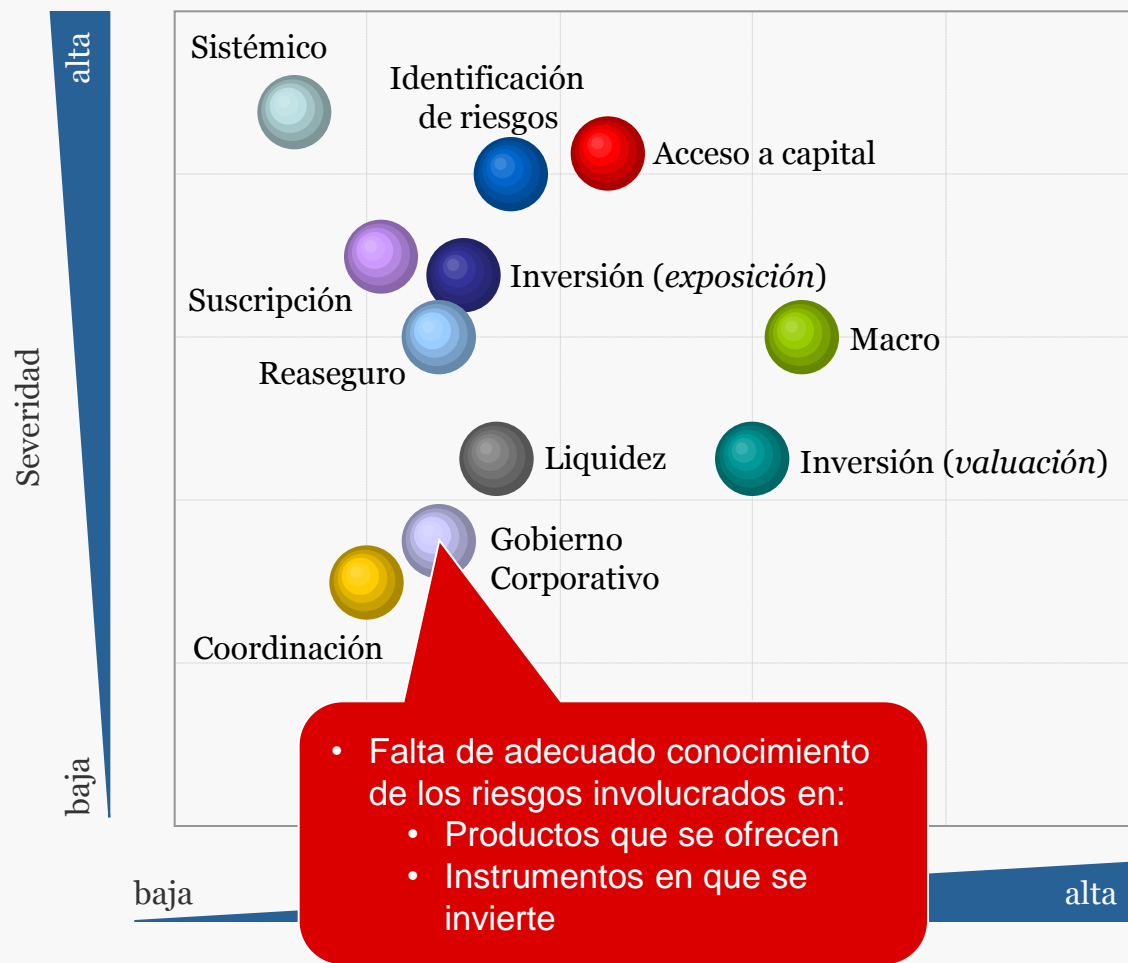 alta
Severidad
baja
Sistémico
Identificación
de riesgos
Acceso a capital
Suscripción
Inversión (exposición)
Reaseguro
Macro
Liquidez
Inversión (valuación)
Gobierno
Corporativo
Coordinación
• Falta de adecuado conocimiento
de los riesgos involucrados en:
• Productos que se ofrecen
• Instrumentos en que se
invierte
baja
alta